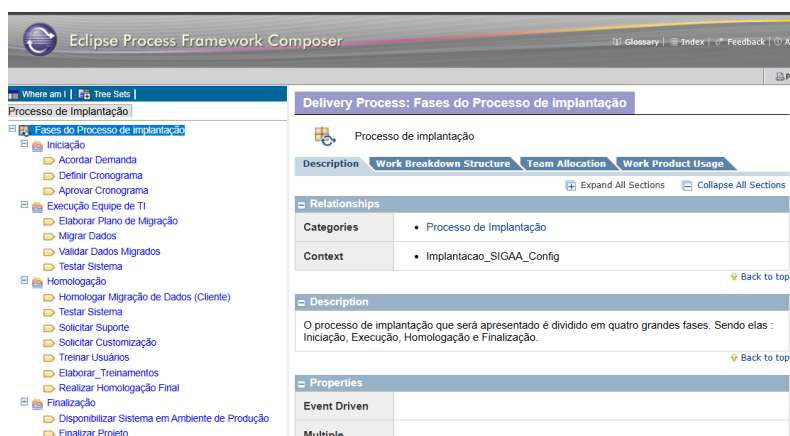 Eclipse Process Framework Composer
Glossary | Index | Feedback | A
Where am I | Tree Sets |
Processo de Implantação
Fases do Processo de implantação
Iniciação
Acordar Demanda
Definir Cronograma
Aprovar Cronograma
Execução Equipe de TI
Elaborar Plano de Migração
Migrar Dados
Validar Dados Migrados
Testar Sistema
Homologação
Homologar Migração de Dados (Cliente)
Testar Sistema
Solicitar Suporte
Solicitar Customização
Treinar Usuários
Elaborar_Treinamentos
Realizar Homologação Final
Finalização
Disponibilizar Sistema em Ambiente de Produção
Finalizar Projeto
P
Delivery Process: Fases do Processo de implantação
Processo de implantação
Description Work Breakdown Structure Team Allocation Work Product Usage
Expand All Sections Collapse All Sections
Relationships
Categories • Processo de Implantação
Context • Implantacao_SIGAA_Config
Back to top
Description
O processo de implantação que será apresentado é dividido em quatro grandes fases. Sendo elas :
Iniciação, Execução, Homologação e Finalização.
Back to top
Properties
Event Driven
Multiple